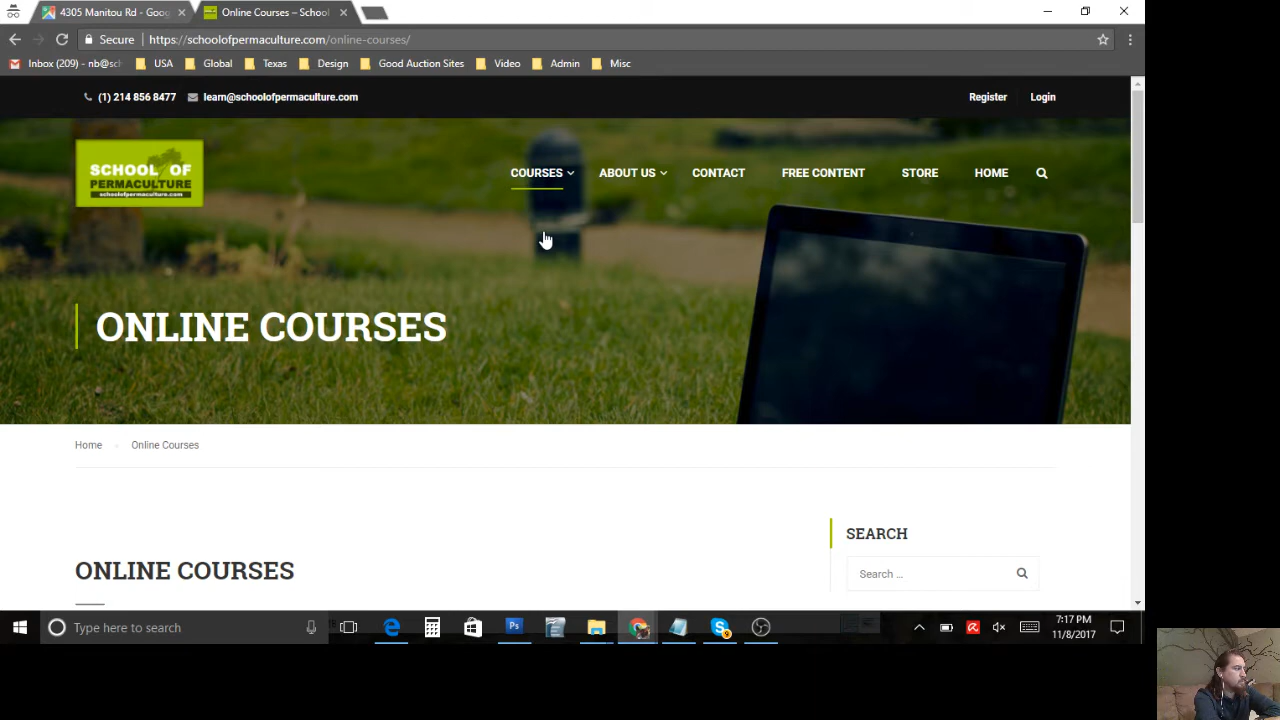 4305 Manitou Rd - Goog
Online Courses – School
Secure
https://schoolofpermaculture.com/online-courses/
Inbox (209) - nb@sch
USA
Global
Texas
Design
Good Auction Sites
Video
Admin
Misc
(1) 214 856 8477
learn@schoolofpermaculture.com
Register
Login
SCHOOL OF
PERMACULTURE
schoolofpermaculture.com
COURSES
ABOUT US
CONTACT
FREE CONTENT
STORE
HOME
ONLINE COURSES
Home
Online Courses
SEARCH
ONLINE COURSES
Search ...
Type here to search
7:17 PM
11/8/2017